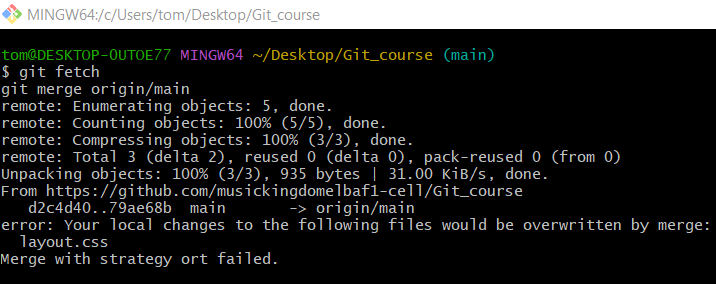 MINGW64:/c/Users/tom/Desktop/Git_course
tom@DESKTOP-OUTOE77 MINGW64 ~/Desktop/Git_course (main)
$ git fetch
git merge origin/main
remote: Enumerating objects: 5, done.
remote: Counting objects: 100% (5/5), done.
remote: Compressing objects: 100% (3/3), done.
remote: Total 3 (delta 2), reused 0 (delta 0), pack-reused 0 (from 0)
Unpacking objects: 100% (3/3), 935 bytes | 31.00 KiB/s, done.
From https://github.com/musickingdomelbaf1-cell/Git_course
   d2c4d40..79ae68b  main       -> origin/main
error: Your local changes to the following files would be overwritten by merge:
  layout.css
Merge with strategy ort failed.